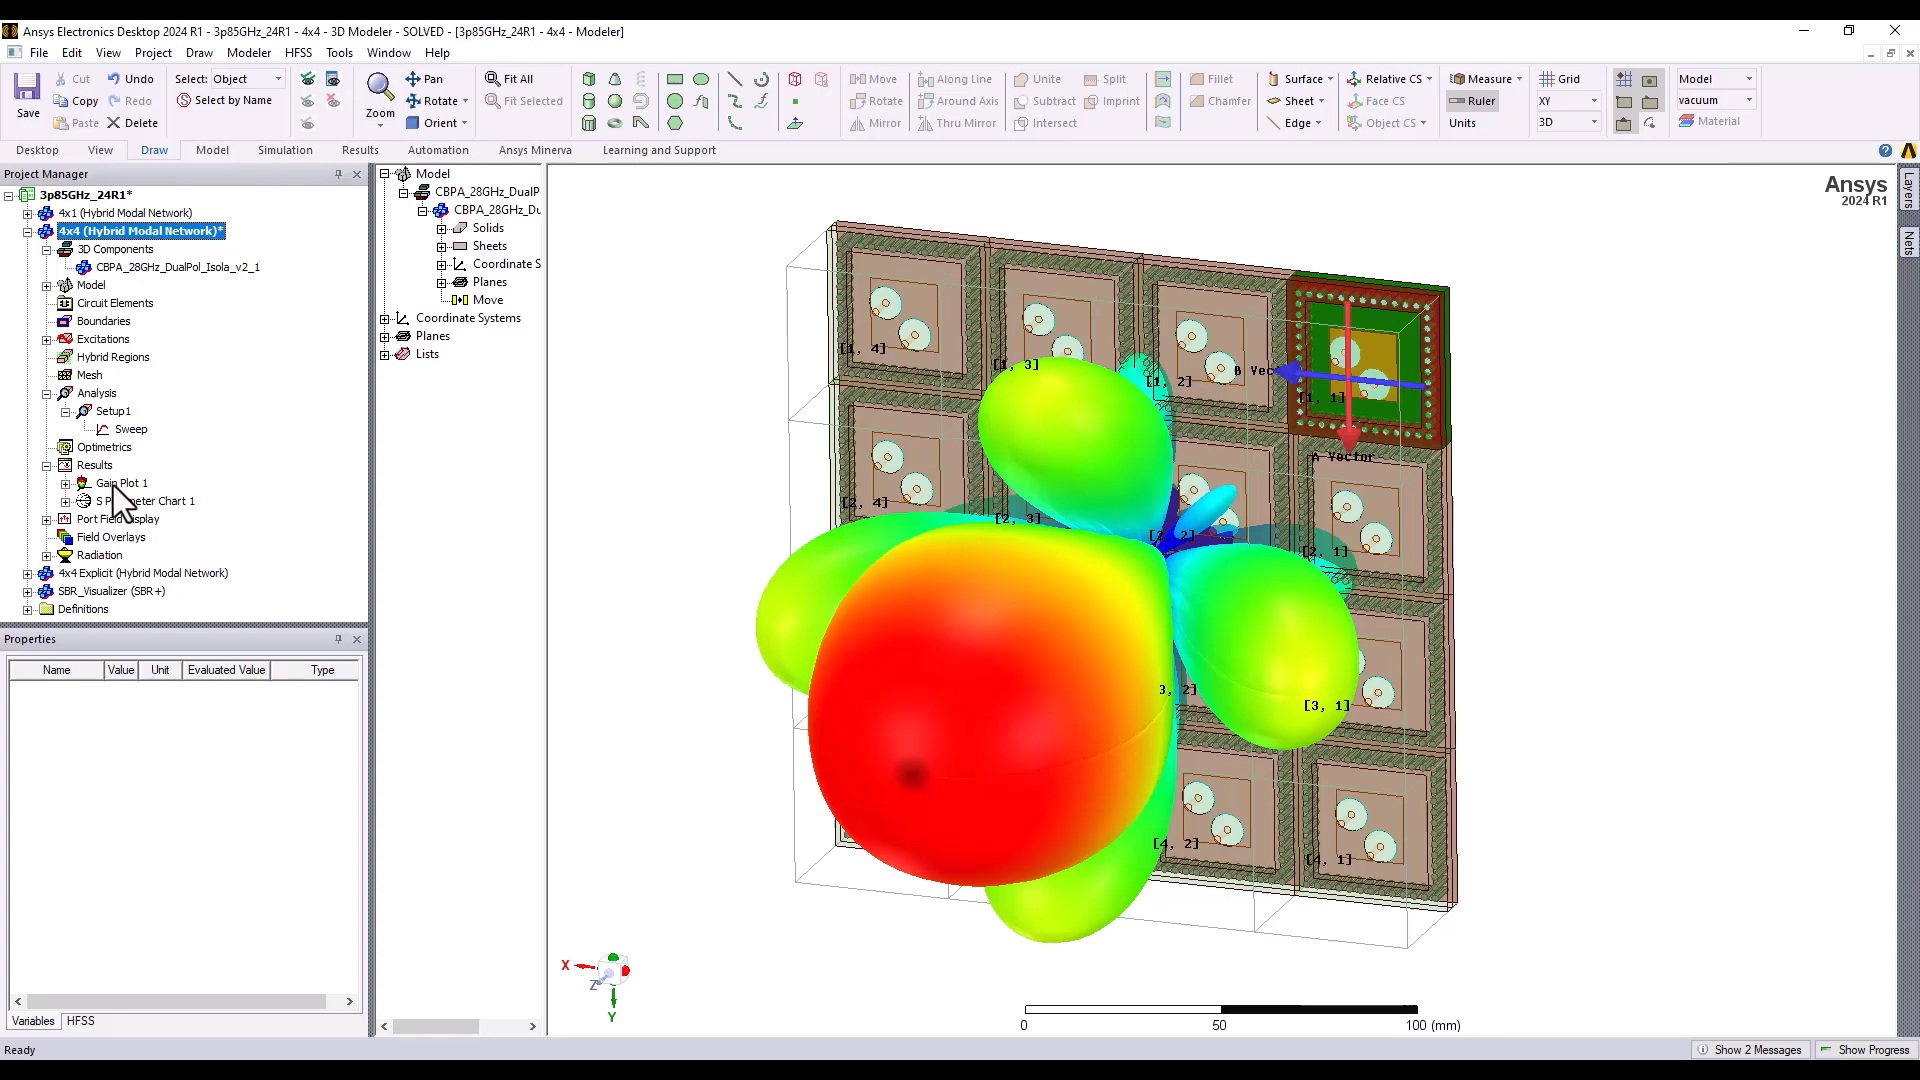 Ansys Electronics Desktop 2024 R1 - 3p85GHz_24R1 - 4x4 - 3D Modeler - SOLVED - [3p85GHz_24R1 - 4x4 - Modeler]
File Edit View Project Draw Modeler HFSS Tools Window Help
Save
Cut Undo
Copy Redo
Paste Delete
Select: Object
Select by Name
Zoom
Pan
Rotate
Orient
Fit All
Fit Selected
Move Along Line Unite Split Fillet
Rotate Around Axis Subtract Imprint Chamfer
Mirror Thru Mirror Intersect
Surface
Sheet
Edge
Relative CS
Face CS
Object CS
Measure
Ruler
Units
Grid
XY
3D
Model
vacuum
Material
Desktop View Draw Model Simulation Results Automation Ansys Minerva Learning and Support
Project Manager
3p85GHz_24R1*
4x1 (Hybrid Modal Network)
4x4 (Hybrid Modal Network)*
3D Components
CBPA_28GHz_DualPol_Isola_v2_1
Model
Circuit Elements
Boundaries
Excitations
Hybrid Regions
Mesh
Analysis
Setup1
Sweep
Optimetrics
Results
Gain Plot 1
S Parameter Chart 1
Port Field Display
Field Overlays
Radiation
4x4 Explicit (Hybrid Modal Network)
SBR_Visualizer (SBR+)
Definitions
Properties
Name Value Unit Evaluated Value Type
Variables HFSS
Model
CBPA_28GHz_DualP
CBPA_28GHz_Du
Solids
Sheets
Coordinate S
Planes
Move
Coordinate Systems
Planes
Lists
Ansys
2024 R1
Layers
Nets
[1, 4]
[1, 3]
[1, 2]
B Vec
[1, 1]
A Vector
[2, 4]
[2, 3]
[2, 2]
[2, 1]
3, 2]
[3, 1]
[4, 2]
[4, 1]
X
Z
Y
0 50 100 (mm)
Ready
Show 2 Messages Show Progress